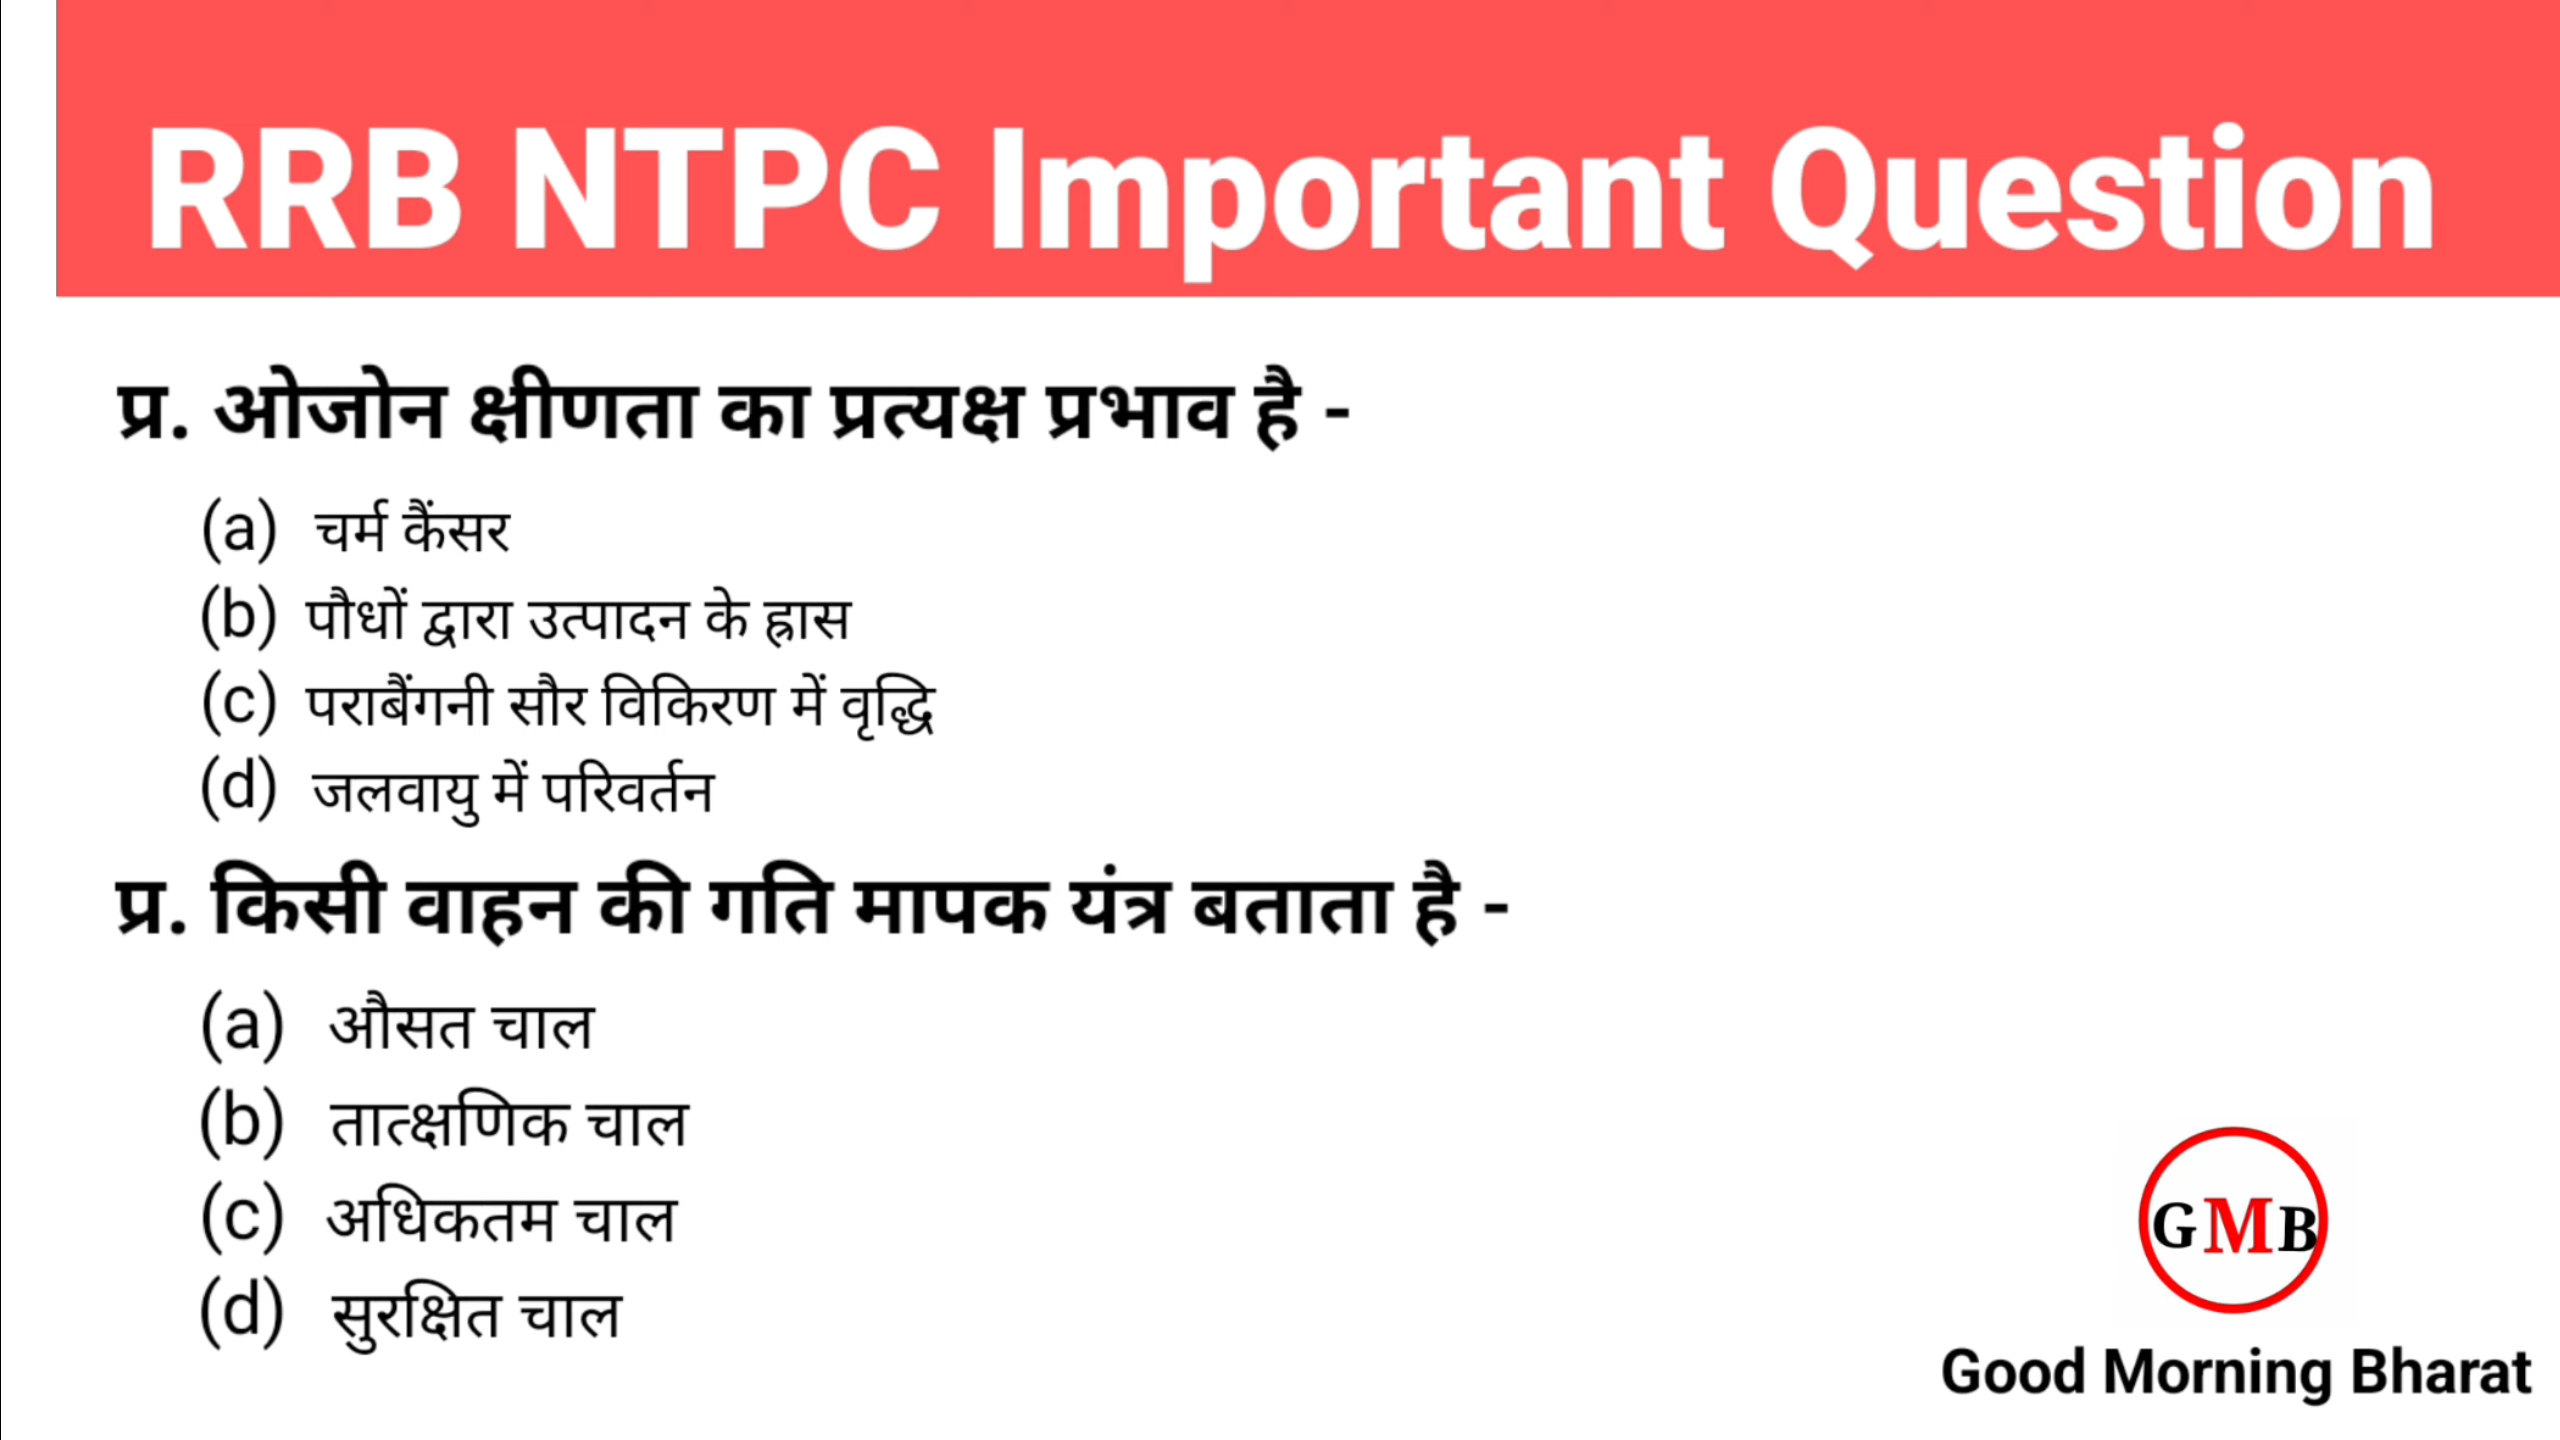 RRB NTPC Important Question
प्र. ओजोन क्षीणता का प्रत्यक्ष प्रभाव है -
(a) चर्म कैंसर
(b) पौधों द्वारा उत्पादन के ह्रास
(c) पराबैंगनी सौर विकिरण में वृद्धि
(d) जलवायु में परिवर्तन
प्र. किसी वाहन की गति मापक यंत्र बताता है -
(a) औसत चाल
(b) तात्क्षणिक चाल
(c) अधिकतम चाल
(d) सुरक्षित चाल
GMB
Good Morning Bharat